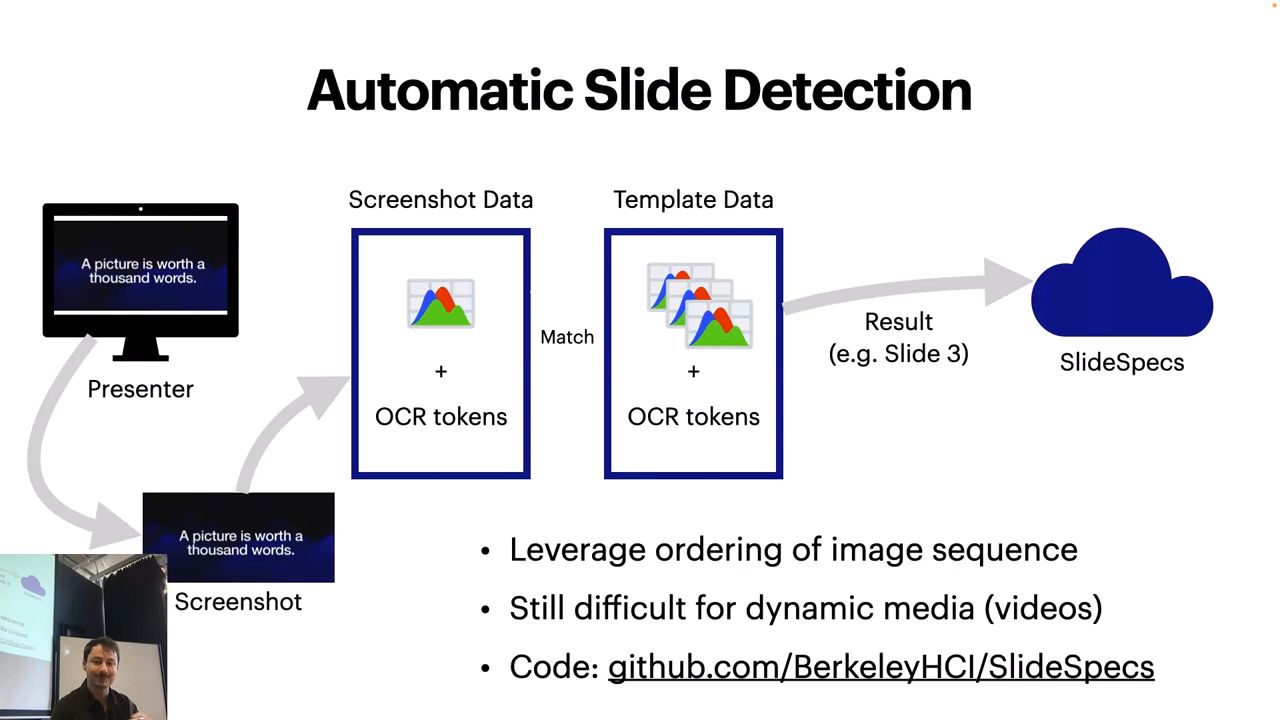 Automatic Slide Detection
Screenshot Data
Template Data
A picture is worth a
thousand words.
Presenter
+
OCR tokens
Match
+
OCR tokens
Result
(e.g. Slide 3)
SlideSpecs
A picture is worth a
thousand words.
Screenshot
• Leverage ordering of image sequence
• Still difficult for dynamic media (videos)
• Code: github.com/BerkeleyHCI/SlideSpecs